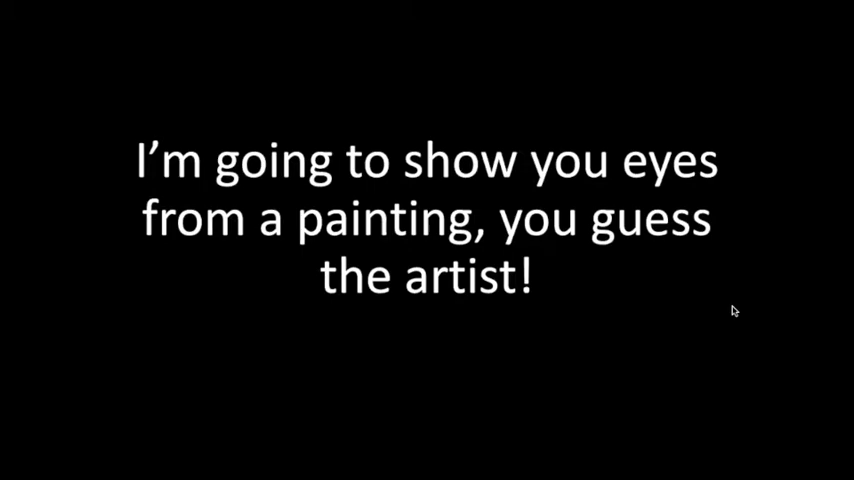 I’m going to show you eyes
from a painting, you guess
the artist!